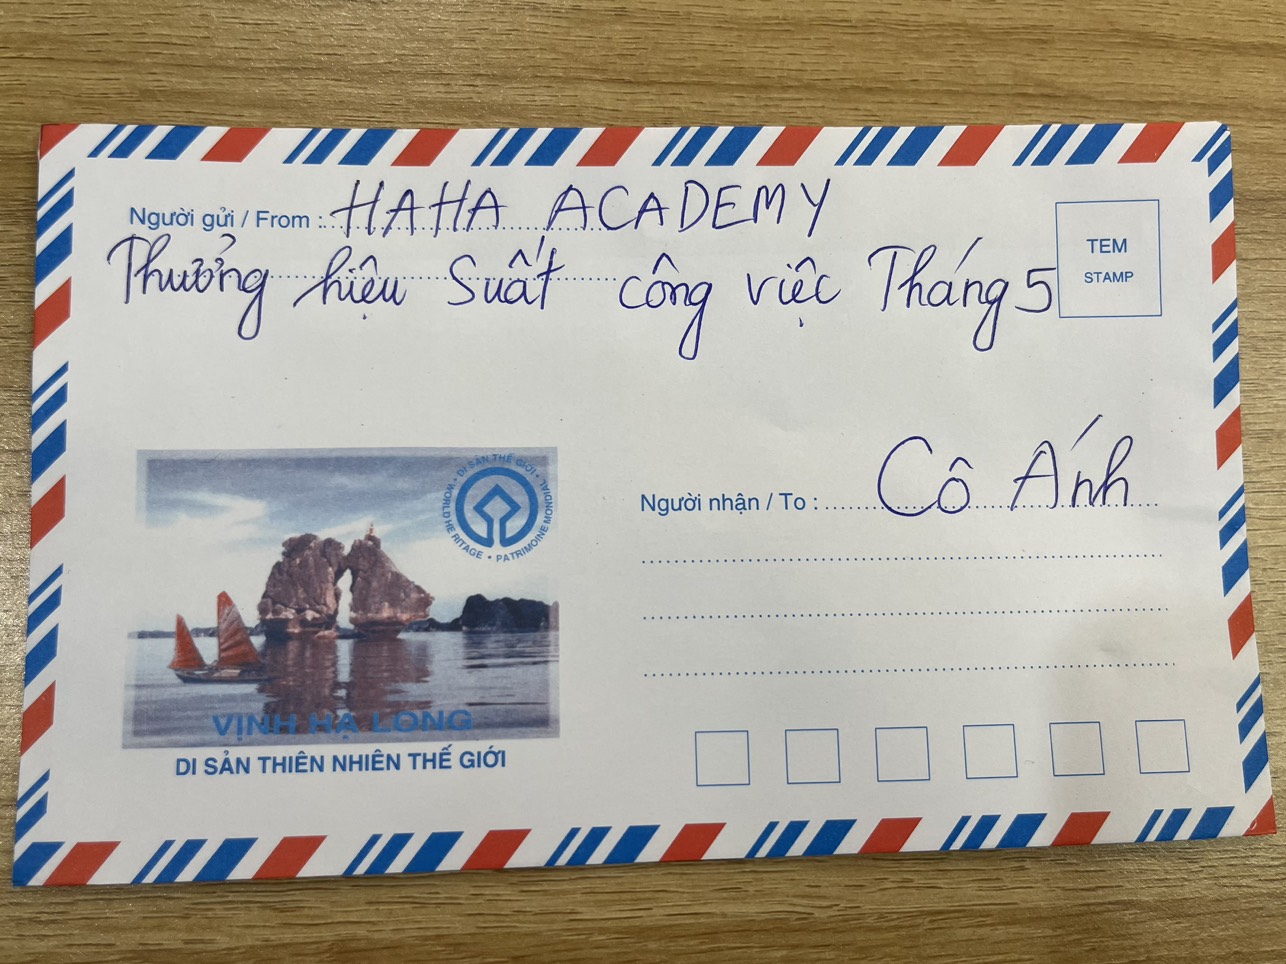 Người gửi / From : HAHA ACADEMY
Thưởng hiệu Suất công việc Tháng 5
TEM
STAMP
DI SẢN THẾ GIỚI • WORLD HERITAGE • PATRIMOINE MONDIAL •
VỊNH HẠ LONG
DI SẢN THIÊN NHIÊN THẾ GIỚI
Người nhận / To : Cô Ánh